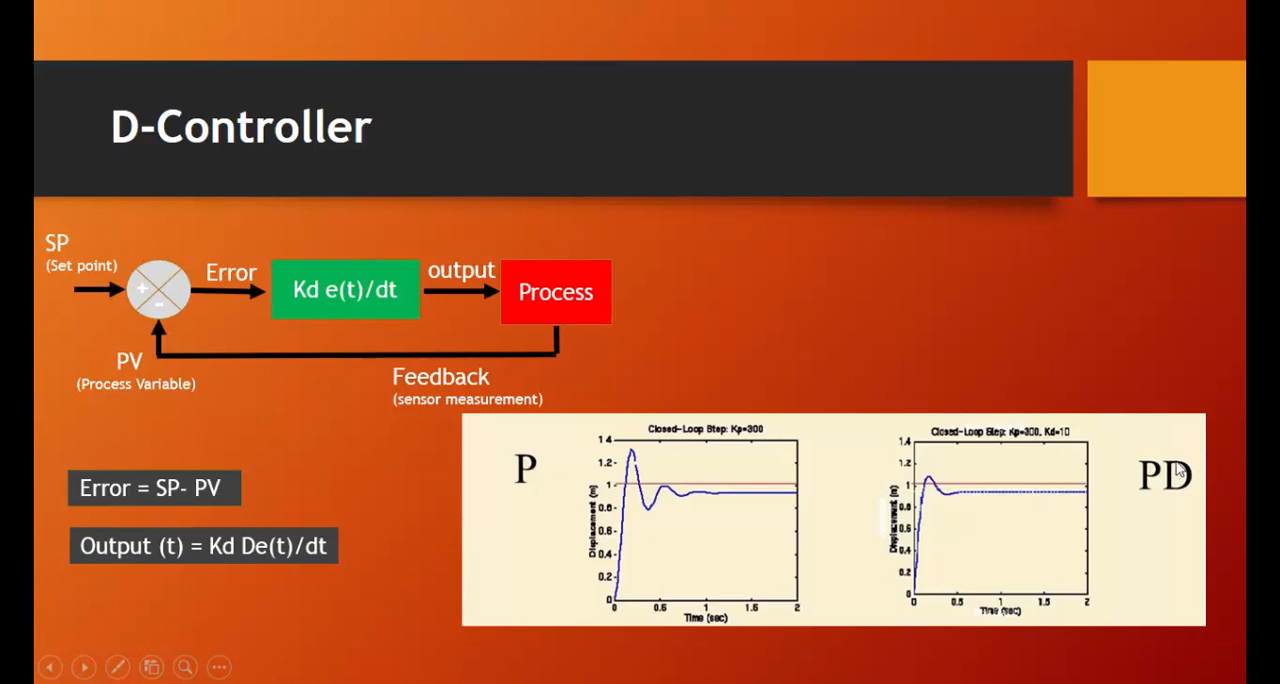 D-Controller
SP
(Set point)
Error
Kd e(t)/dt
output
Process
+
-
PV
(Process Variable)
Feedback
(sensor measurement)
Error = SP- PV
Output (t) = Kd De(t)/dt
P
Closed-Loop Step: Kp=300
1.4
1.2
1
0.8
0.6
0.4
0.2
0
Displacement (m)
0 0.5 1 1.5 2
Time (sec)
Closed-Loop Step: Kp=300, Kd=10
1.4
1.2
1
0.8
0.6
0.4
0.2
0
Displacement (m)
0 0.5 1 1.5 2
Time (sec)
PD